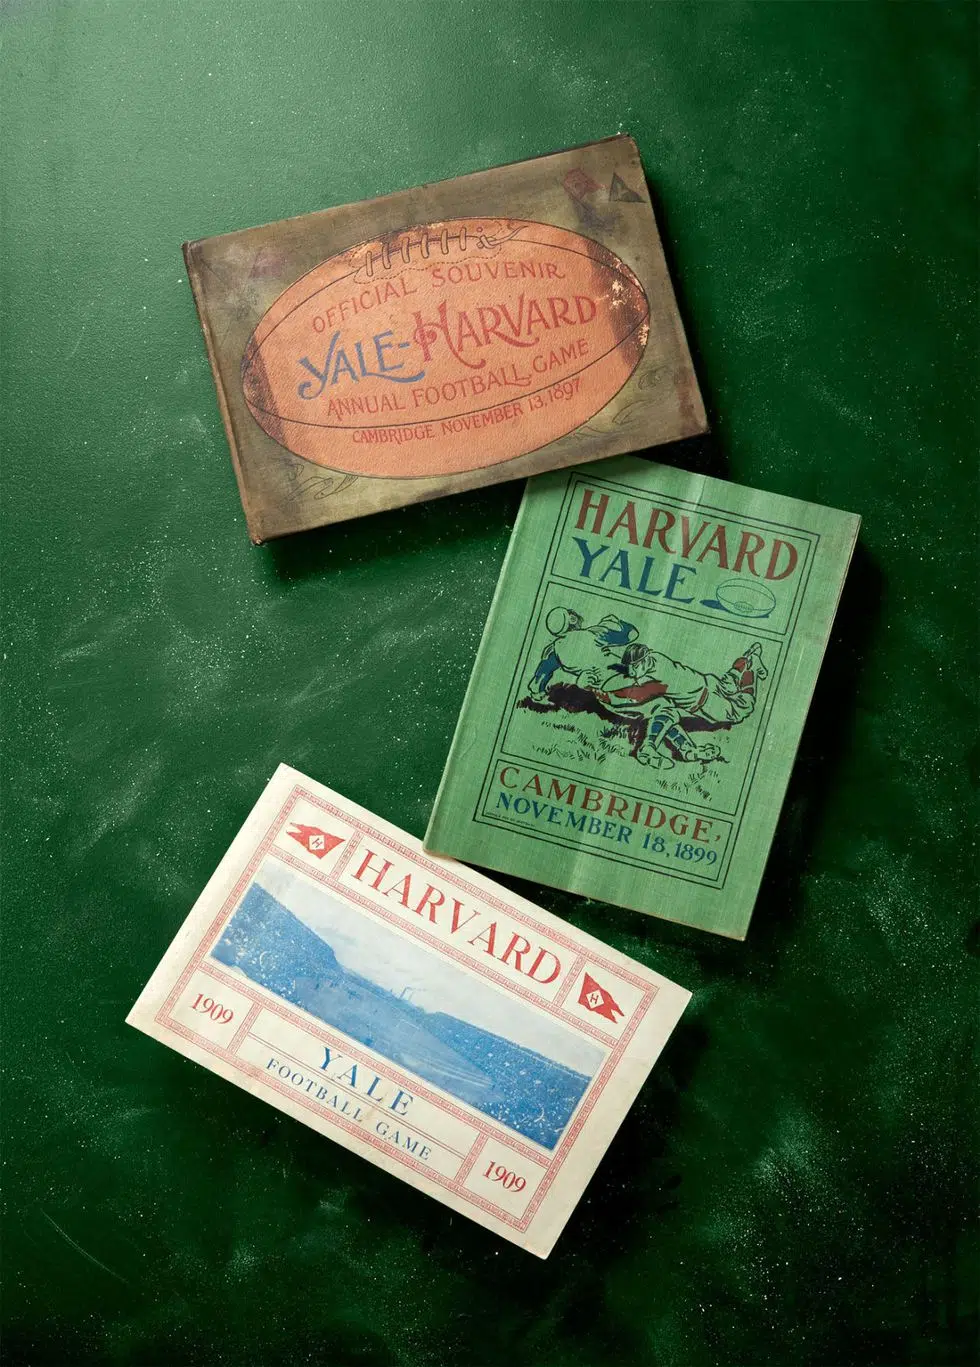 OFFICIAL SOUVENIR
YALE-HARVARD
ANNUAL FOOTBALL GAME
CAMBRIDGE NOVEMBER 13, 1897
HARVARD
YALE
CAMBRIDGE,
NOVEMBER 18, 1899
H
HARVARD
H
1909
YALE
FOOTBALL GAME
1909